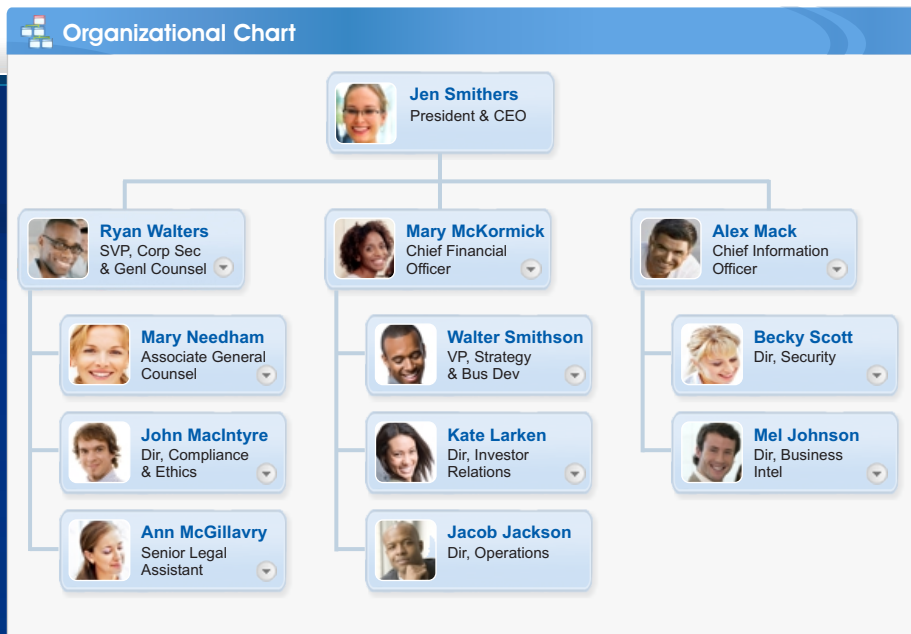 Organizational Chart
Jen Smithers
President & CEO
Ryan Walters
SVP, Corp Sec
& Genl Counsel
Mary McKormick
Chief Financial
Officer
Alex Mack
Chief Information
Officer
Mary Needham
Associate General
Counsel
John MacIntyre
Dir, Compliance
& Ethics
Ann McGillavry
Senior Legal
Assistant
Walter Smithson
VP, Strategy
& Bus Dev
Kate Larken
Dir, Investor
Relations
Jacob Jackson
Dir, Operations
Becky Scott
Dir, Security
Mel Johnson
Dir, Business
Intel